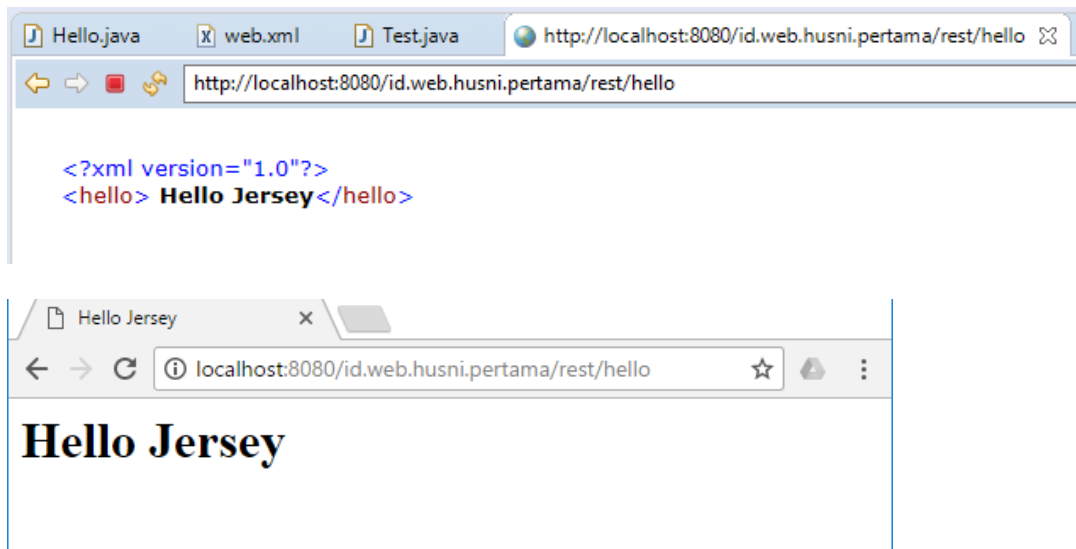 Hello.java web.xml Test.java http://localhost:8080/id.web.husni.pertama/rest/hello
http://localhost:8080/id.web.husni.pertama/rest/hello
<?xml version="1.0"?>
<hello> Hello Jersey</hello>
Hello Jersey
localhost:8080/id.web.husni.pertama/rest/hello
Hello Jersey